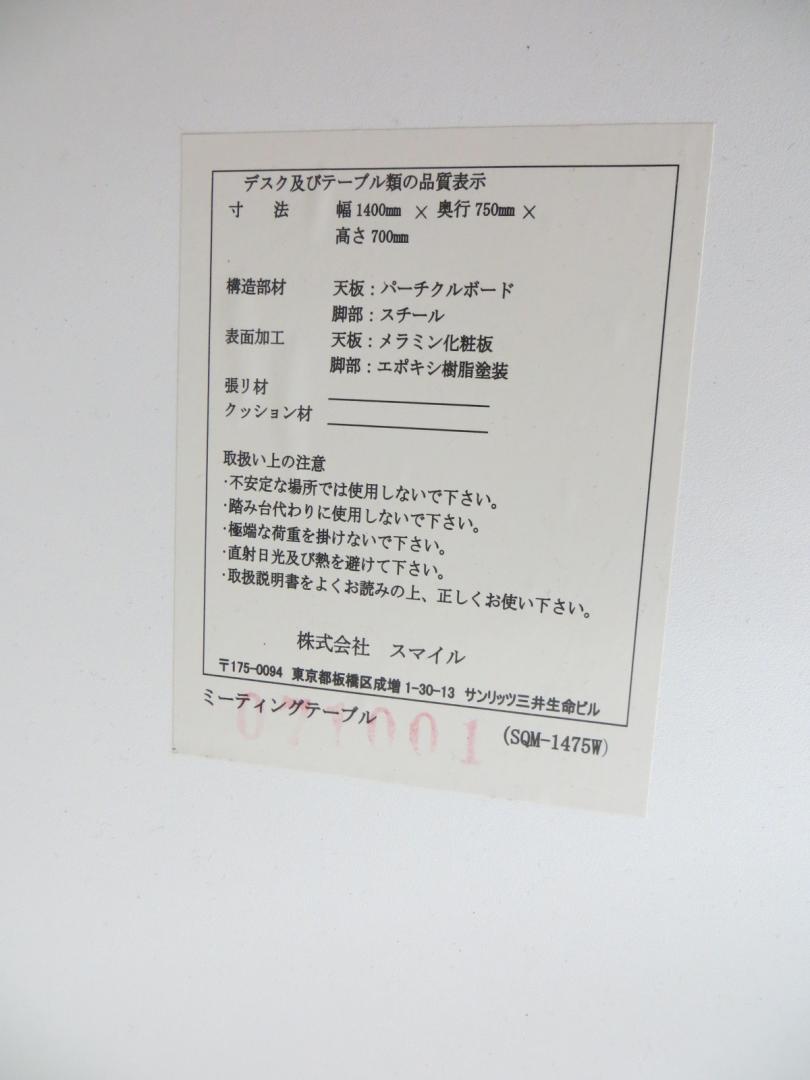 デスク及びテーブル類の品質表示
寸 法 幅1400mm × 奥行750mm ×
高さ700mm
構造部材 天板：パーチクルボード
脚部：スチール
表面加工 天板：メラミン化粧板
脚部：エポキシ樹脂塗装
張リ材
クッション材
取扱い上の注意
・不安定な場所では使用しないで下さい。
・踏み台代わりに使用しないで下さい。
・極端な荷重を掛けないで下さい。
・直射日光及び熱を避けて下さい。
・取扱説明書をよくお読みの上、正しくお使い下さい。
株式会社 スマイル
〒175-0094 東京都板橋区成増1-30-13 サンリッツ三井生命ビル
ミーティングテーブル (SQM-1475W)
071001